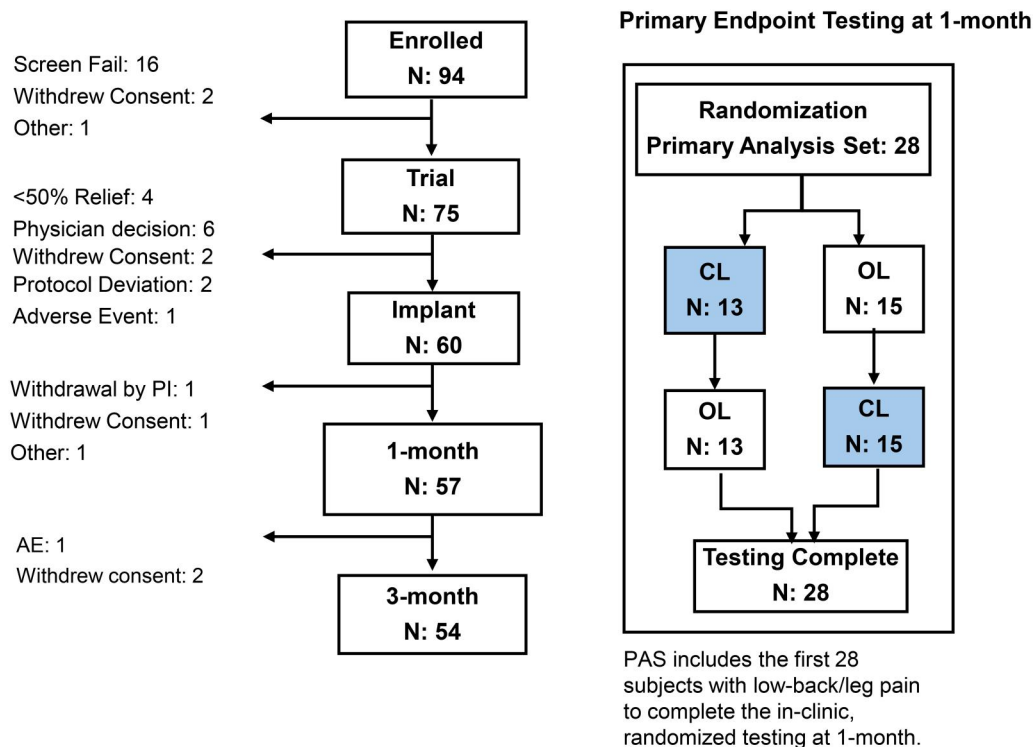 Enrolled
N: 94
Screen Fail: 16
Withdrew Consent: 2
Other: 1
Trial
N: 75
<50% Relief: 4
Physician decision: 6
Withdrew Consent: 2
Protocol Deviation: 2
Adverse Event: 1
Implant
N: 60
Withdrawal by PI: 1
Withdrew Consent: 1
Other: 1
1-month
N: 57
AE: 1
Withdrew consent: 2
3-month
N: 54
Primary Endpoint Testing at 1-month
Randomization
Primary Analysis Set: 28
CL
N: 13
OL
N: 15
OL
N: 13
CL
N: 15
Testing Complete
N: 28
PAS includes the first 28
subjects with low-back/leg pain
to complete the in-clinic,
randomized testing at 1-month.